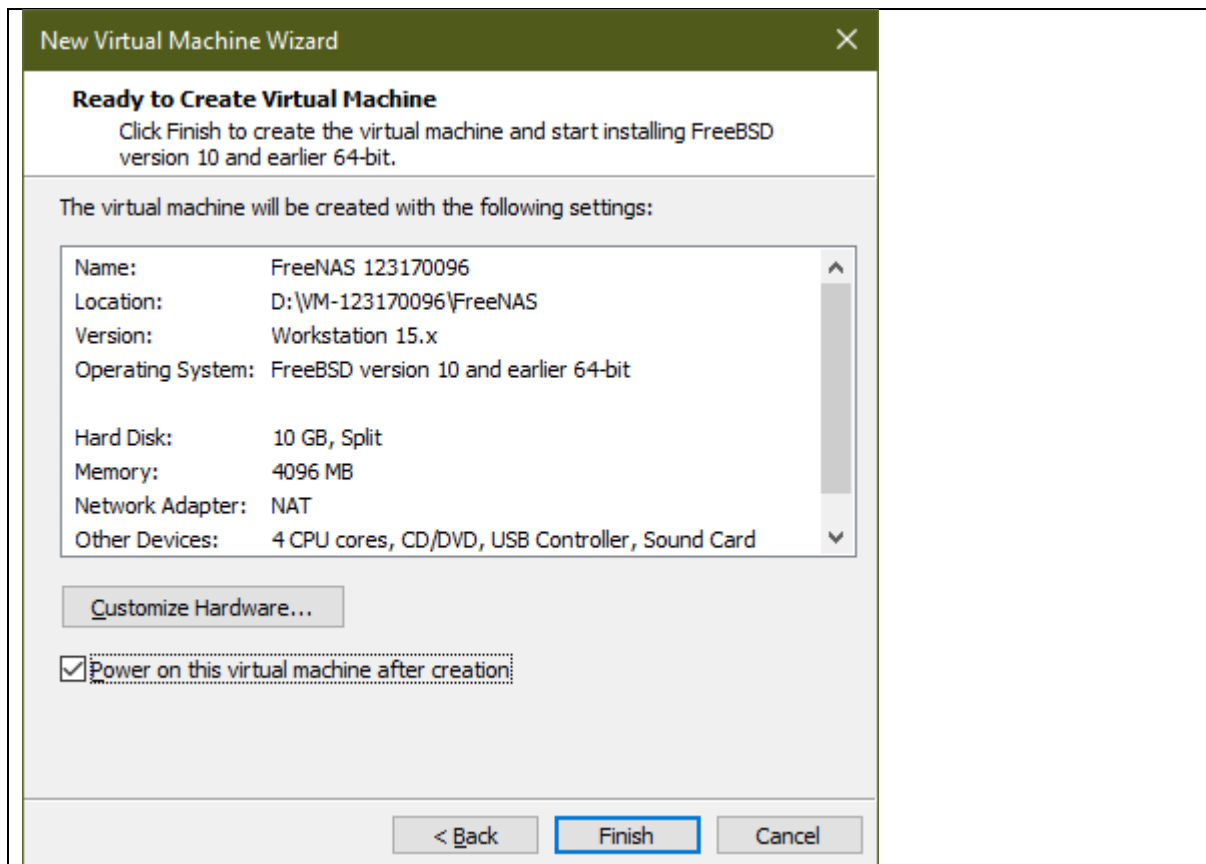 New Virtual Machine Wizard
Ready to Create Virtual Machine
Click Finish to create the virtual machine and start installing FreeBSD
version 10 and earlier 64-bit.
The virtual machine will be created with the following settings:
Name: FreeNAS 123170096
Location: D:\VM-123170096\FreeNAS
Version: Workstation 15.x
Operating System: FreeBSD version 10 and earlier 64-bit
Hard Disk: 10 GB, Split
Memory: 4096 MB
Network Adapter: NAT
Other Devices: 4 CPU cores, CD/DVD, USB Controller, Sound Card
Customize Hardware...
Power on this virtual machine after creation
< Back Finish Cancel